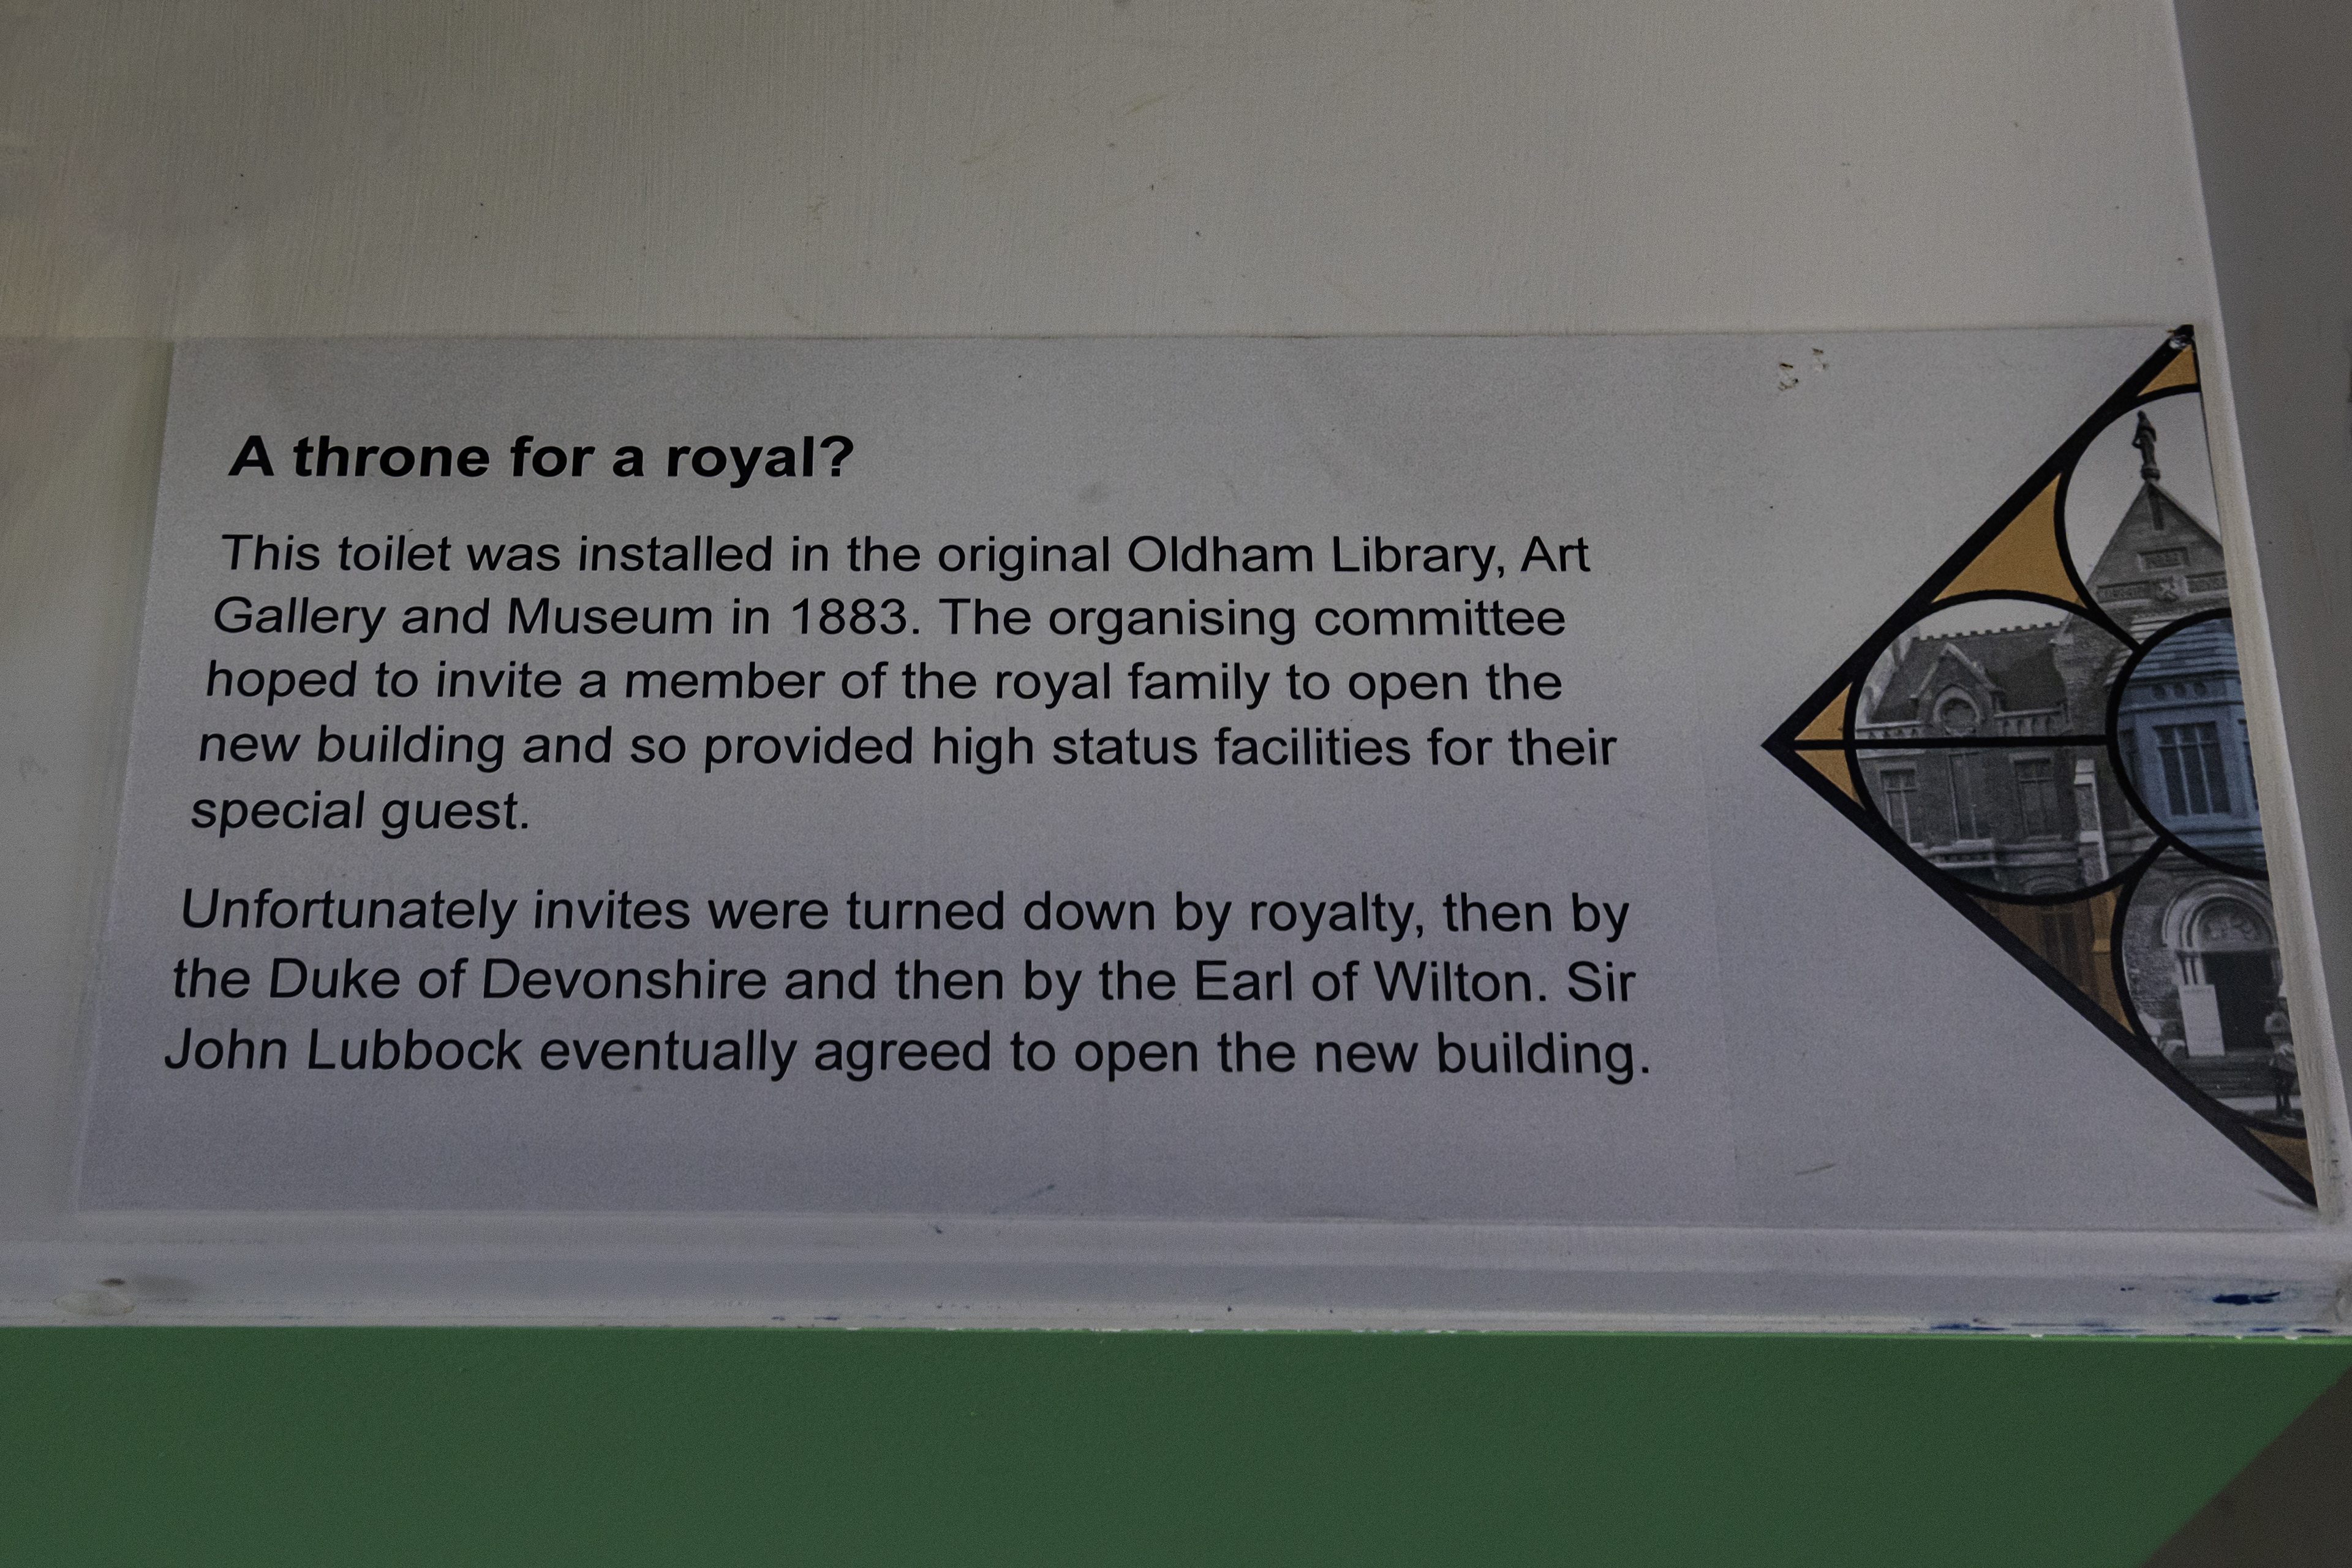 A throne for a royal?
This toilet was installed in the original Oldham Library, Art
Gallery and Museum in 1883. The organising committee
hoped to invite a member of the royal family to open the
new building and so provided high status facilities for their
special guest.
Unfortunately invites were turned down by royalty, then by
the Duke of Devonshire and then by the Earl of Wilton. Sir
John Lubbock eventually agreed to open the new building.